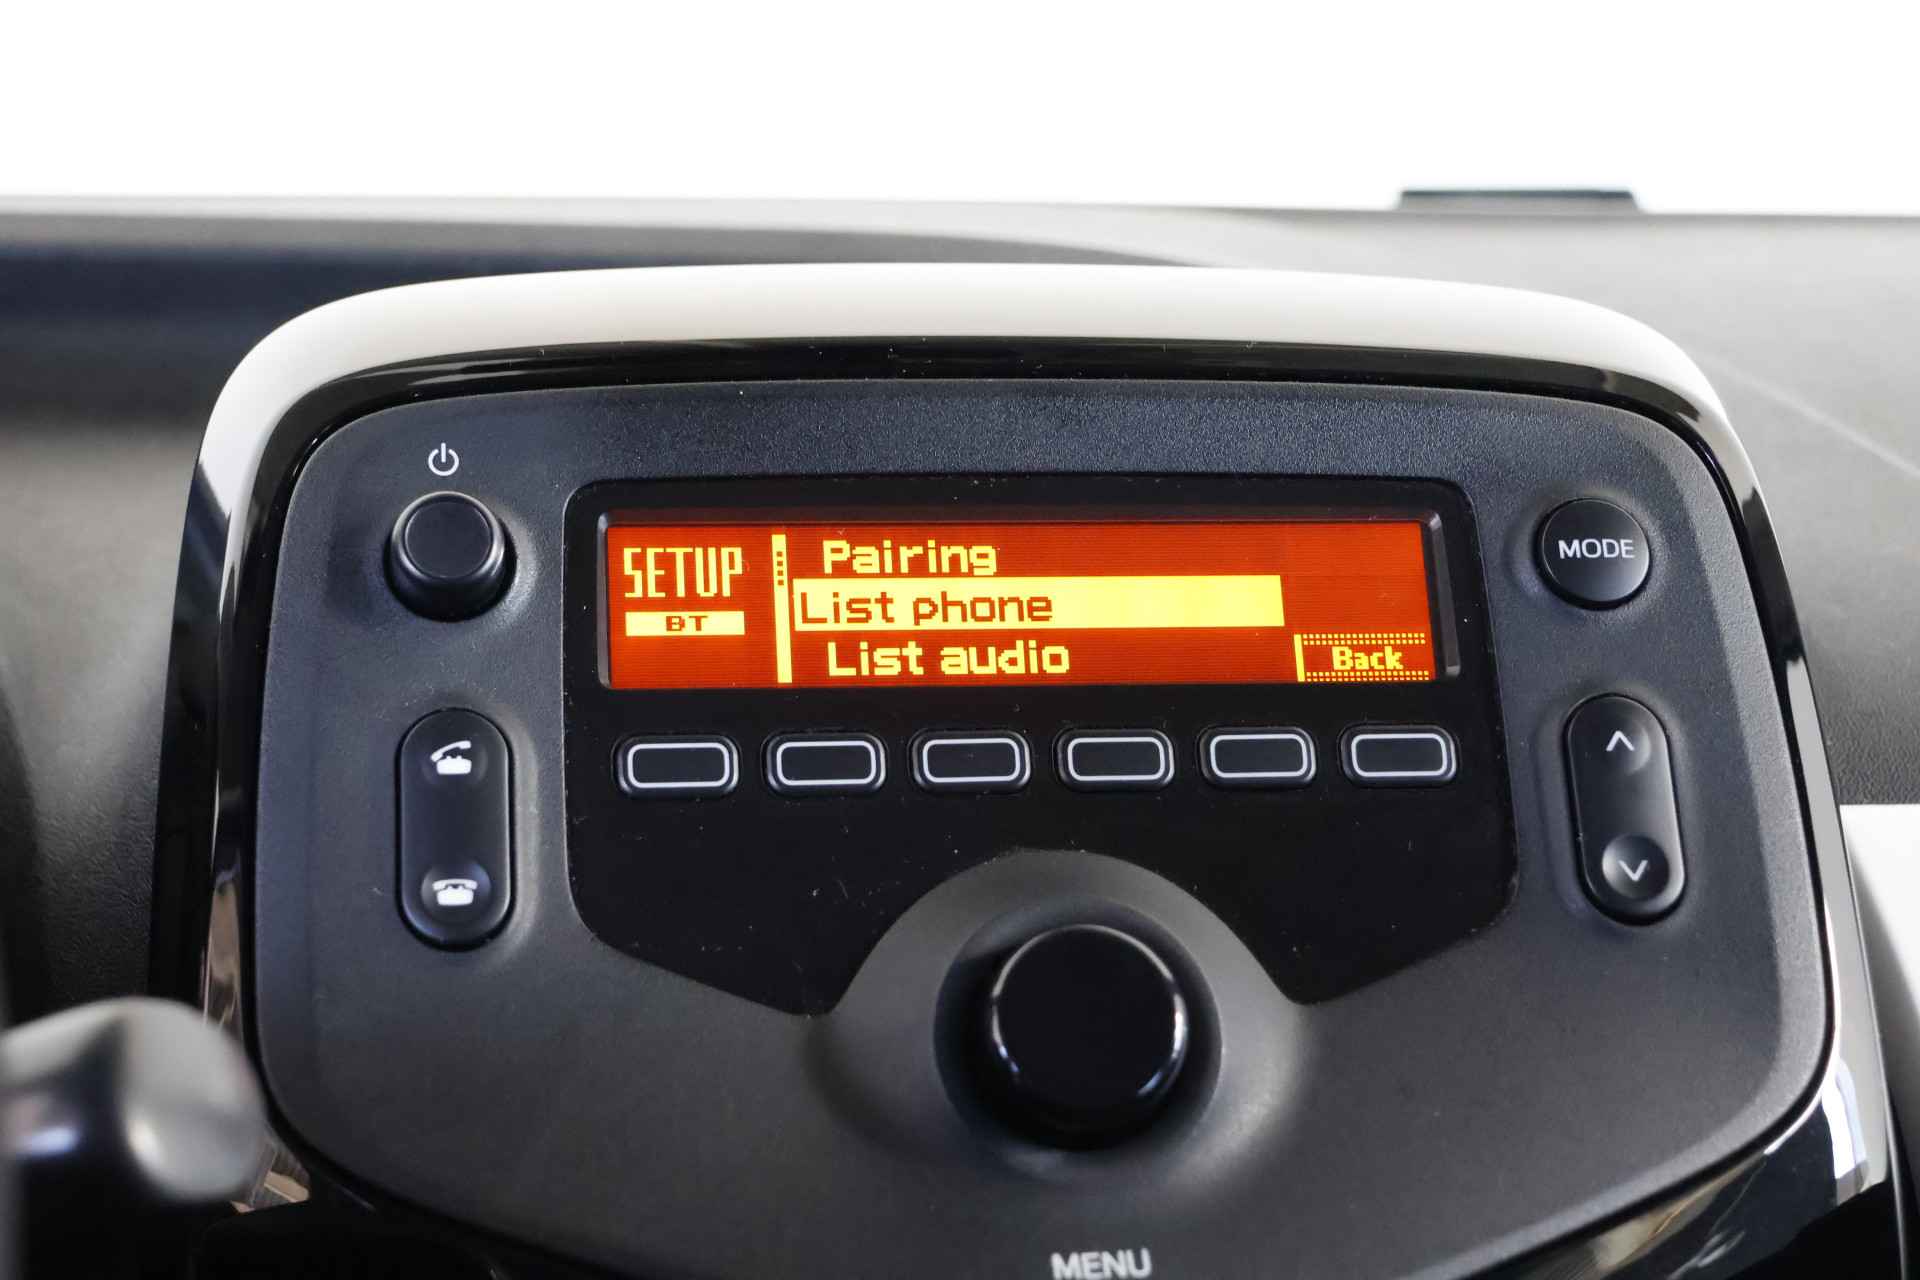 SETUP
BT
Pairing
List phone
List audio
Back
MODE
MENU